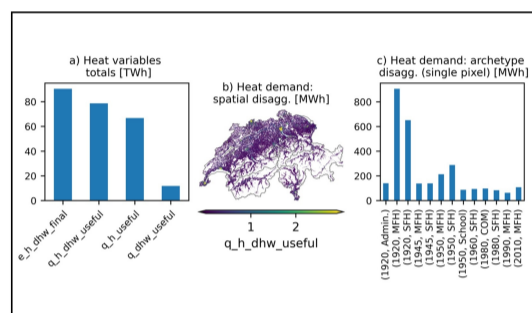 a) Heat variables
totals [TWh]
80
60
40
20
0
e_h_dhw_final
q_h_dhw_useful
q_h_useful
q_dhw_useful
b) Heat demand:
spatial disagg. [MWh]
1
2
q_h_dhw_useful
c) Heat demand: archetype
disagg. (single pixel) [MWh]
800
600
400
200
0
(1920, Admin.)
(1920, MFH)
(1920, SFH)
(1945, MFH)
(1945, SFH)
(1950, MFH)
(1950, SFH)
(1950, School)
(1960, SFH)
(1980, COM)
(1980, SFH)
(1990, MFH)
(2010, MFH)